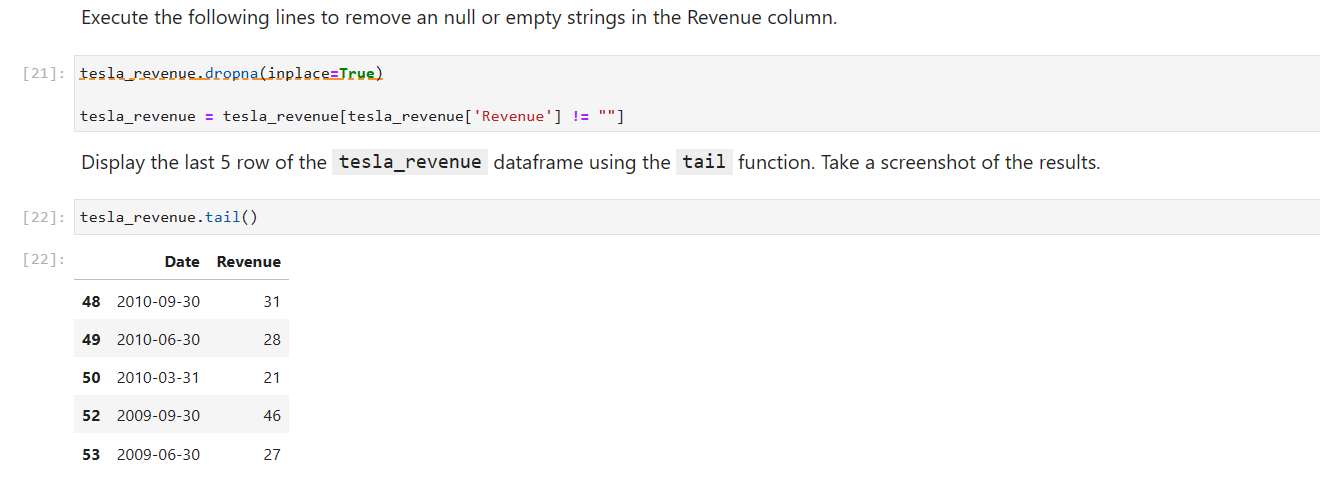 Execute the following lines to remove an null or empty strings in the Revenue column.
[21]: tesla_revenue.dropna(inplace=True)
tesla_revenue = tesla_revenue[tesla_revenue['Revenue'] != ""]
Display the last 5 row of the tesla_revenue dataframe using the tail function. Take a screenshot of the results.
[22]: tesla_revenue.tail()
[22]: Date Revenue
48 2010-09-30 31
49 2010-06-30 28
50 2010-03-31 21
52 2009-09-30 46
53 2009-06-30 27